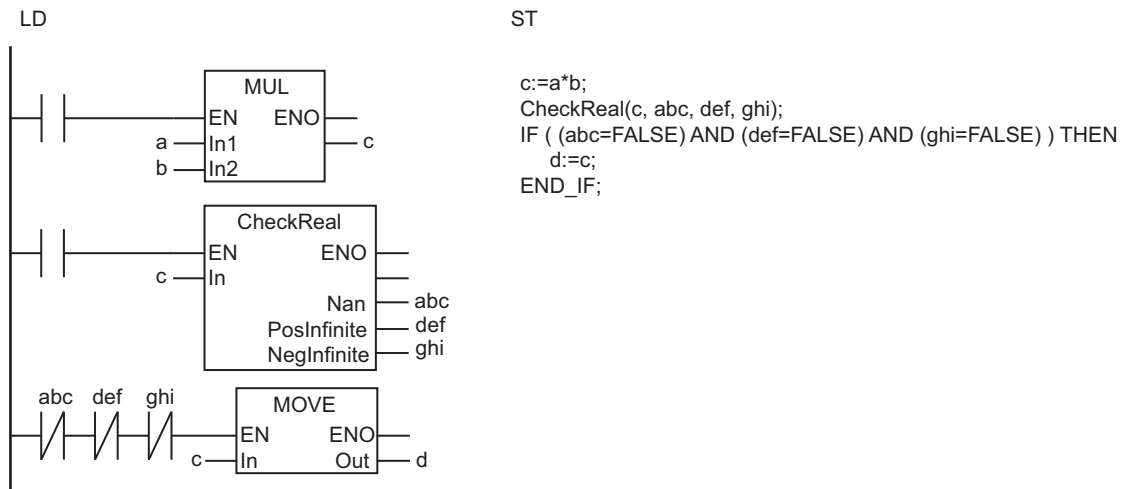 LD
MUL
EN ENO
a In1 c
b In2
CheckReal
EN ENO
c In
Nan abc
PosInfinite def
NegInfinite ghi
abc def ghi
MOVE
EN ENO
c In Out d
ST
c:=a*b;
CheckReal(c, abc, def, ghi);
IF ( (abc=FALSE) AND (def=FALSE) AND (ghi=FALSE) ) THEN
d:=c;
END_IF;